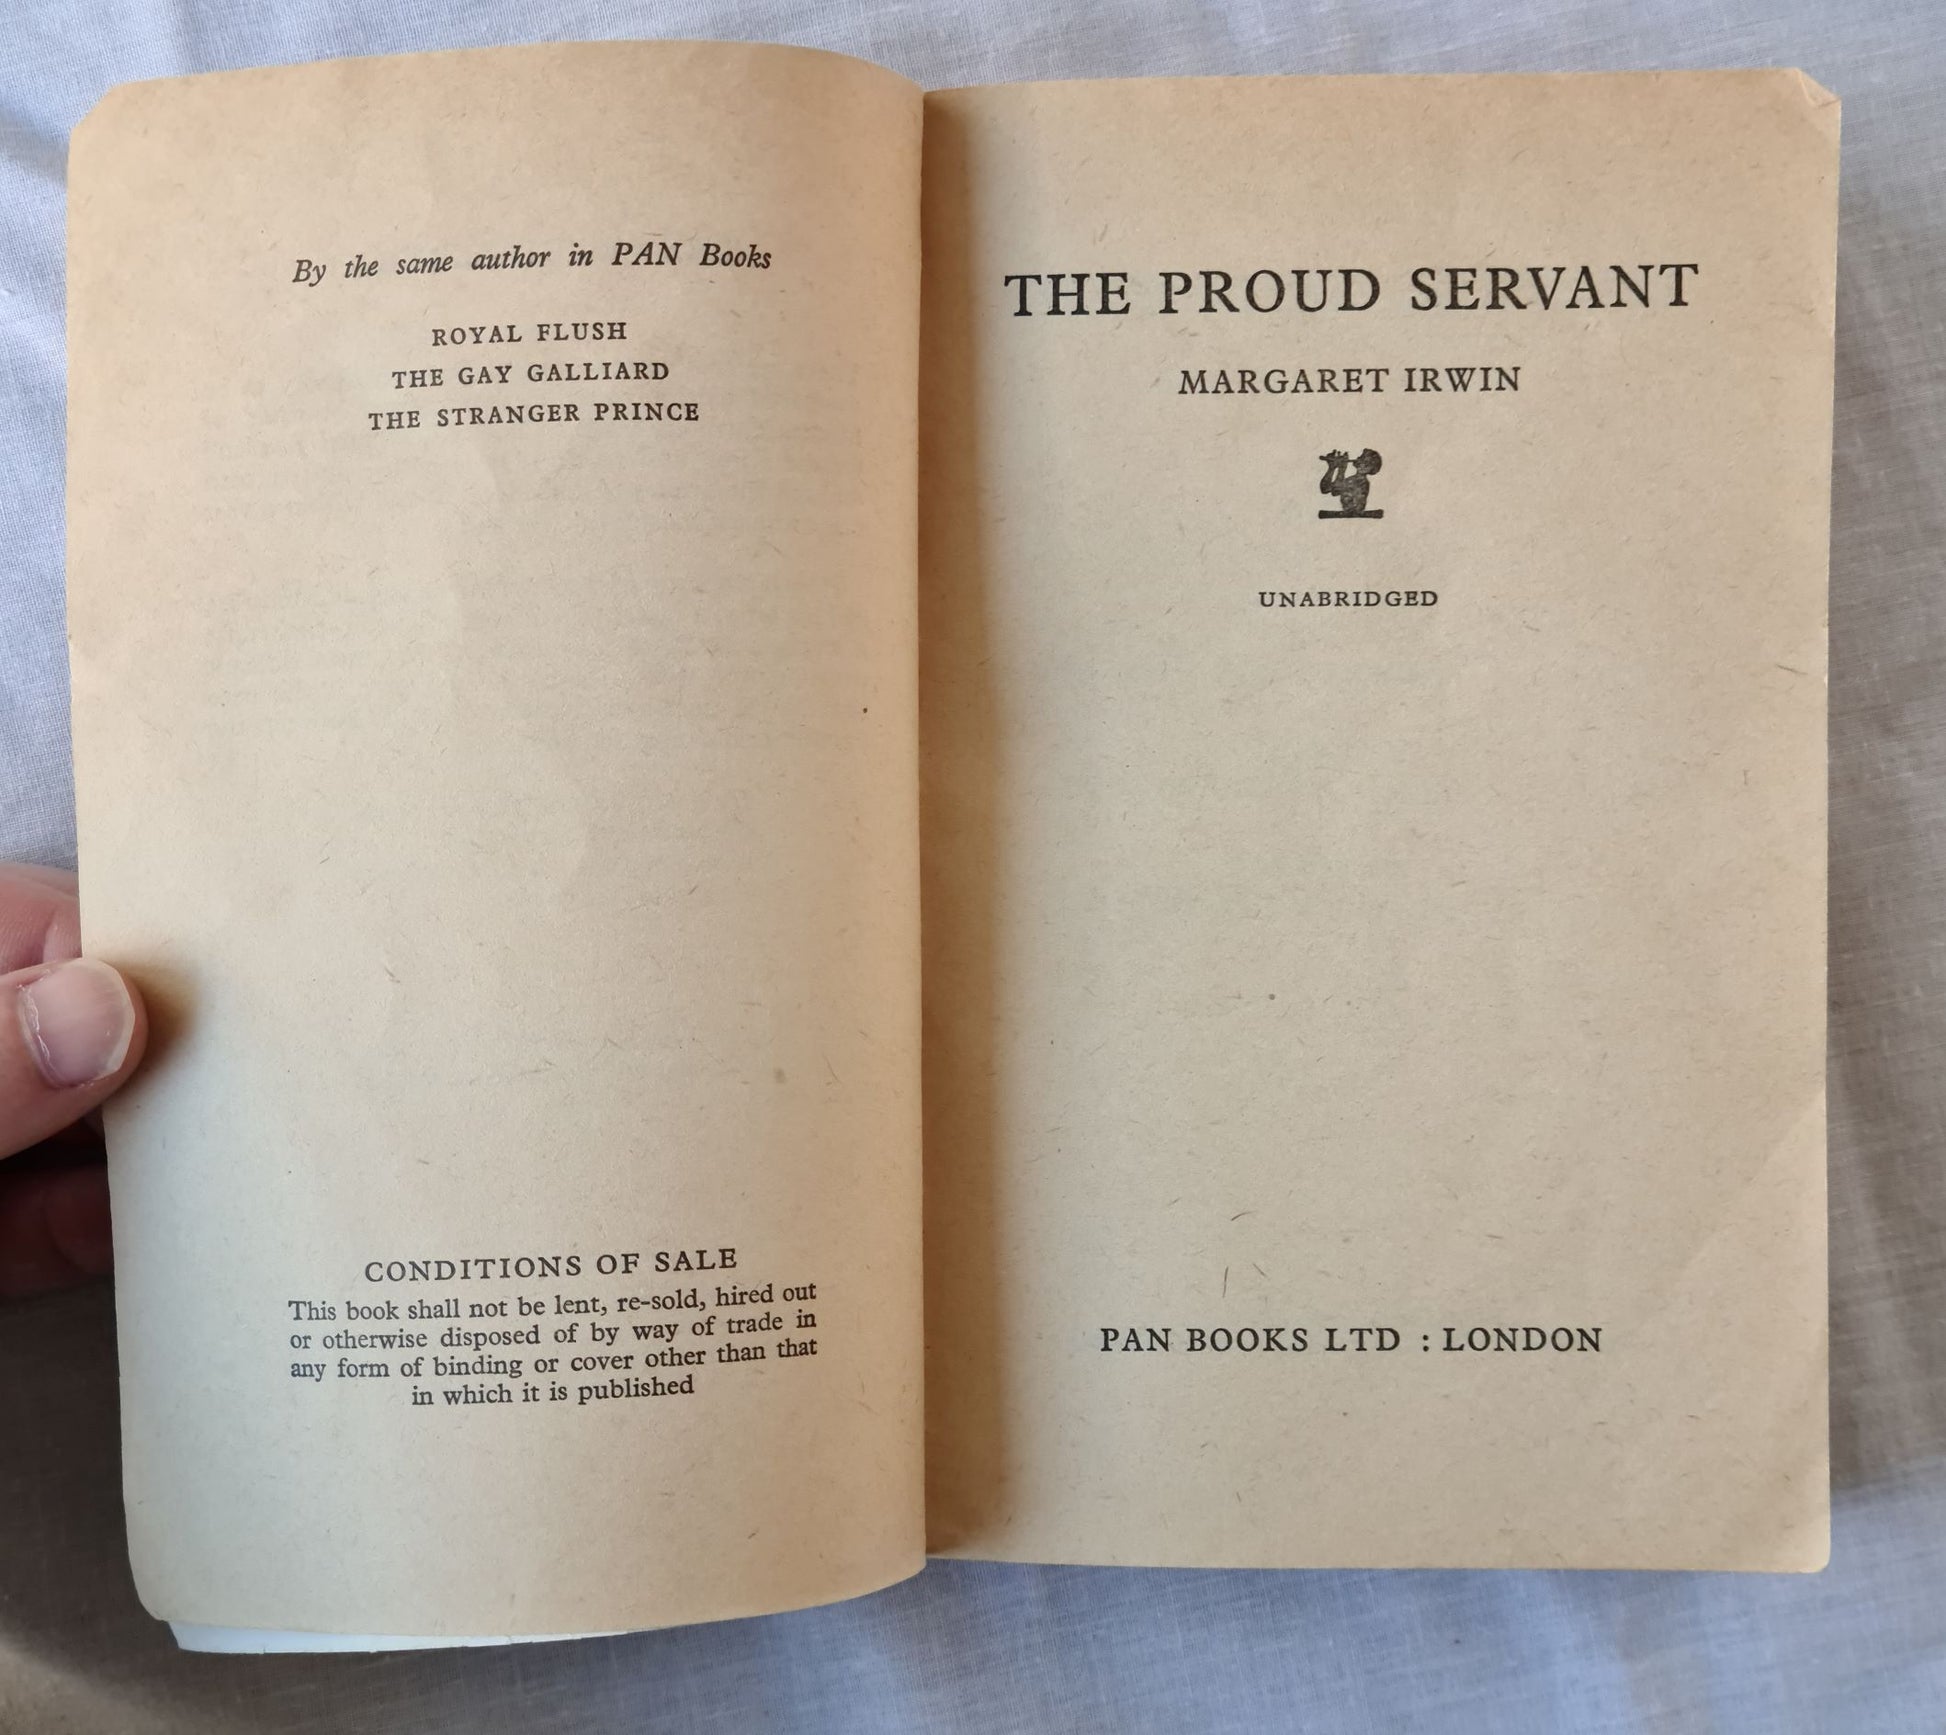 By the same author in PAN Books
ROYAL FLUSH
THE GAY GALLIARD
THE STRANGER PRINCE
CONDITIONS OF SALE
This book shall not be lent, re-sold, hired out
or otherwise disposed of by way of trade in
any form of binding or cover other than that
in which it is published
THE PROUD SERVANT
MARGARET IRWIN
UNABRIDGED
PAN BOOKS LTD : LONDON